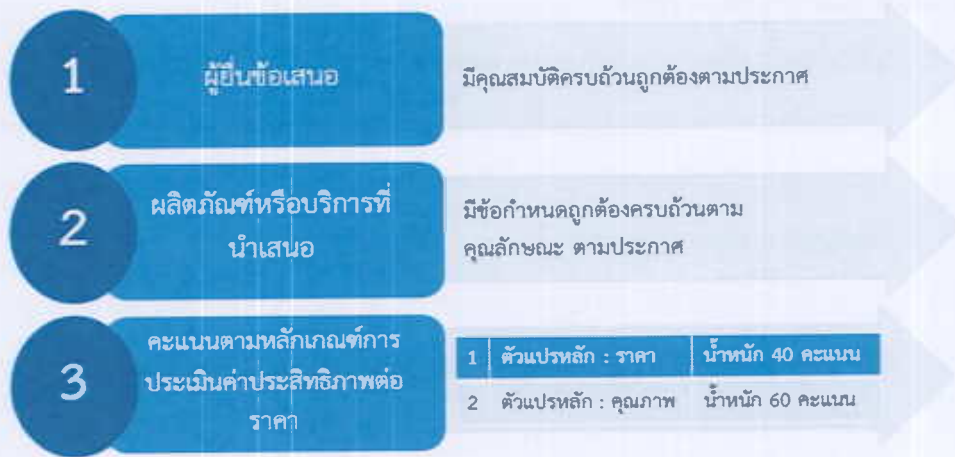 1
ผู้ยื่นข้อเสนอ
มีคุณสมบัติครบถ้วนถูกต้องตามประกาศ
2
ผลิตภัณฑ์หรือบริการที่
นำเสนอ
มีข้อกำหนดถูกต้องครบถ้วนตาม
คุณลักษณะ ตามประกาศ
3
คะแนนตามหลักเกณฑ์การ
ประเมินค่าประสิทธิภาพต่อ
ราคา
1 ตัวแปรหลัก : ราคา น้ำหนัก 40 คะแนน
2 ตัวแปรหลัก : คุณภาพ น้ำหนัก 60 คะแนน